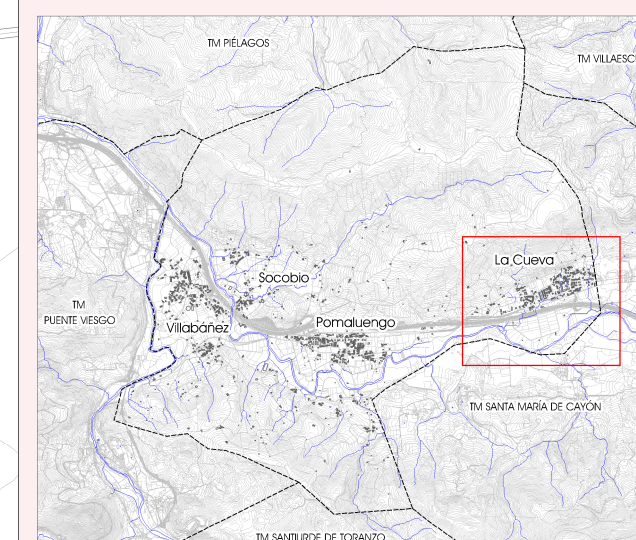 TM PIÉLAGOS
TM VILLAESC
La Cueva
Socobio
TM
PUENTE VIESGO
Villabáñez
Pomaluengo
TM SANTA MARÍA DE CAYÓN
TM SANTIURDE DE TORANZO